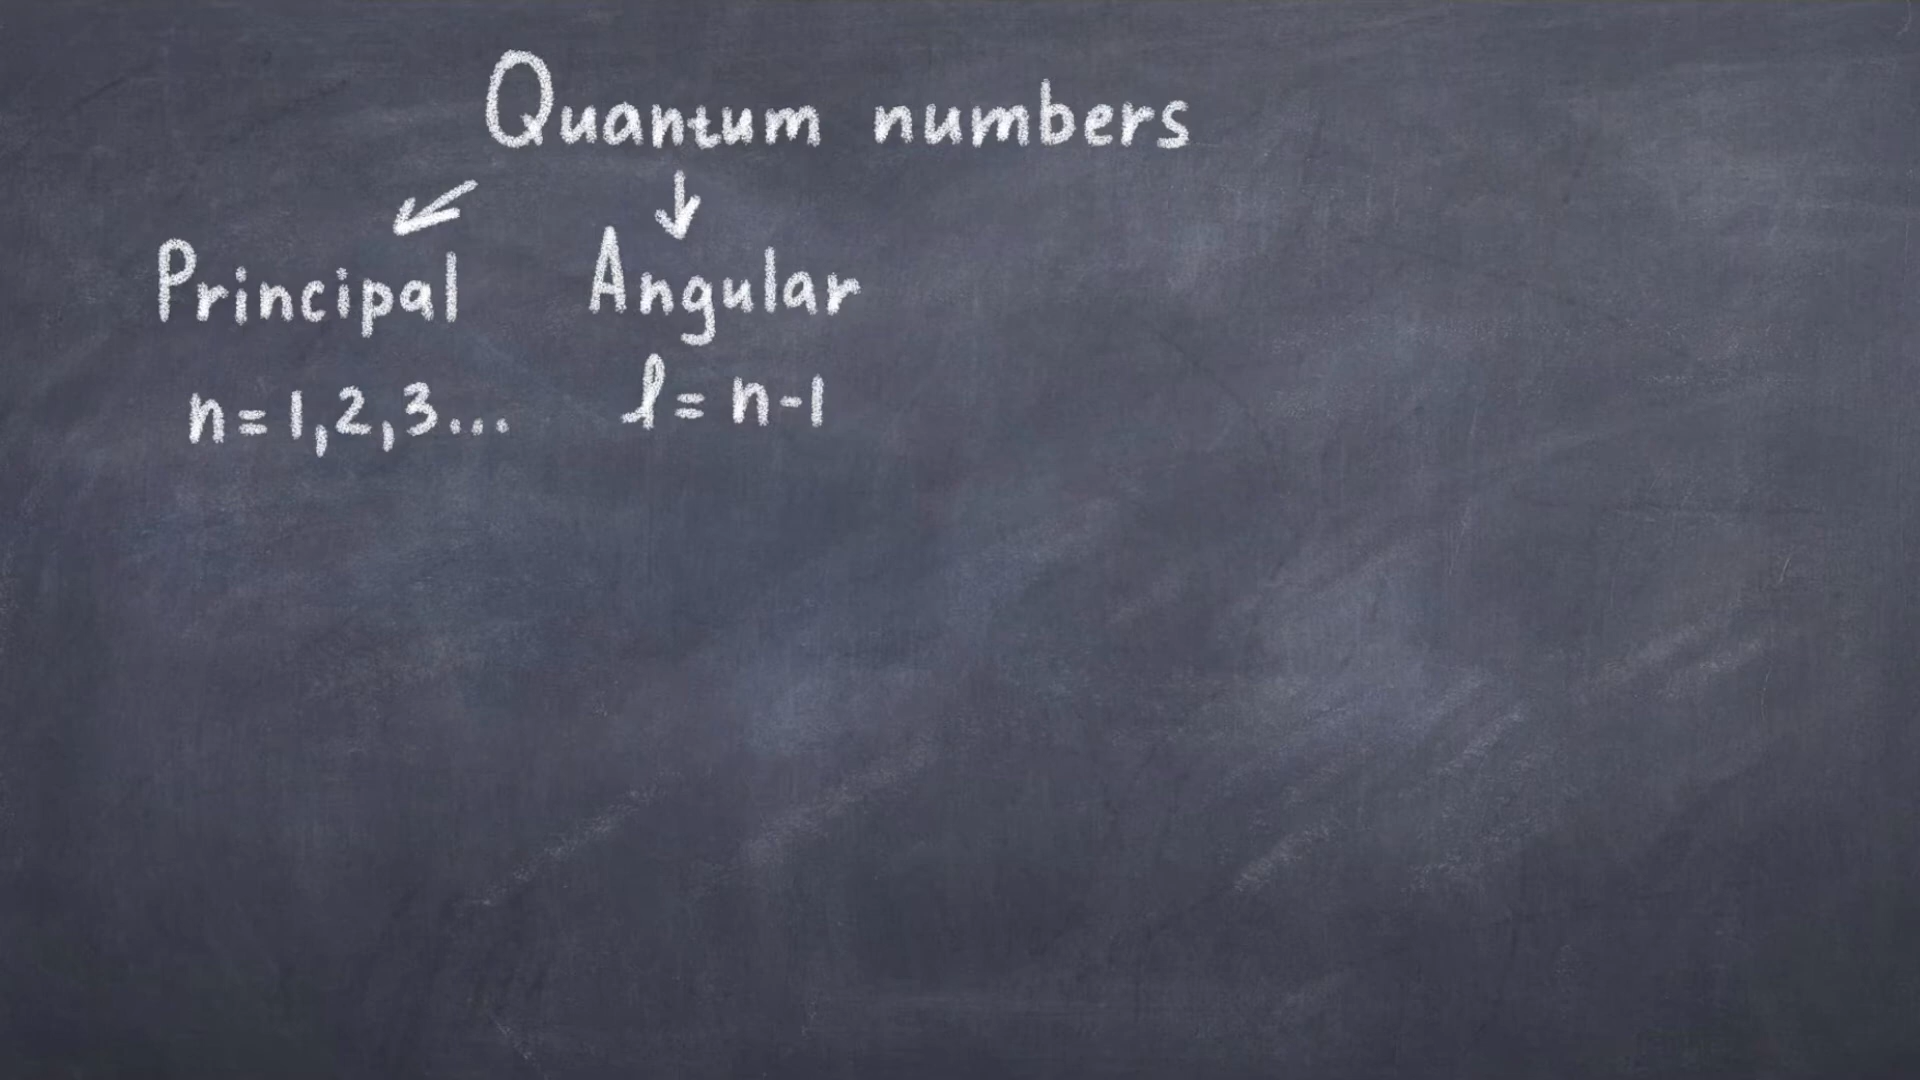 Quantum numbers
Principal Angular
n=1,2,3... l=n-1